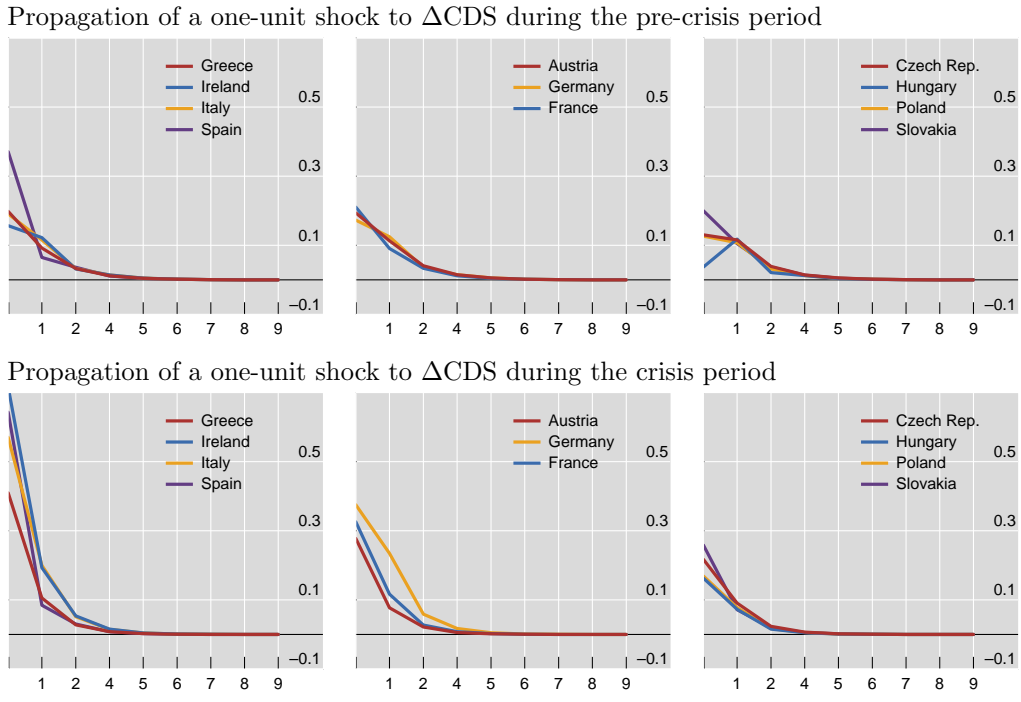 Propagation of a one-unit shock to ΔCDS during the pre-crisis period
Greece
Ireland
Italy
Spain
0.5
0.3
0.1
–0.1
1 2 4 5 6 7 8 9
Austria
Germany
France
0.5
0.3
0.1
–0.1
1 2 4 5 6 7 8 9
Czech Rep.
Hungary
Poland
Slovakia
0.5
0.3
0.1
–0.1
1 2 4 5 6 7 8 9
Propagation of a one-unit shock to ΔCDS during the crisis period
Greece
Ireland
Italy
Spain
0.5
0.3
0.1
–0.1
1 2 4 5 6 7 8 9
Austria
Germany
France
0.5
0.3
0.1
–0.1
1 2 4 5 6 7 8 9
Czech Rep.
Hungary
Poland
Slovakia
0.5
0.3
0.1
–0.1
1 2 4 5 6 7 8 9